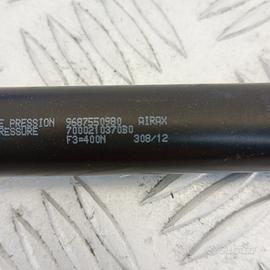 E PRESSION 9687550980 AIRAX
RESSURE 7000210370B0
F3=400N 308/12